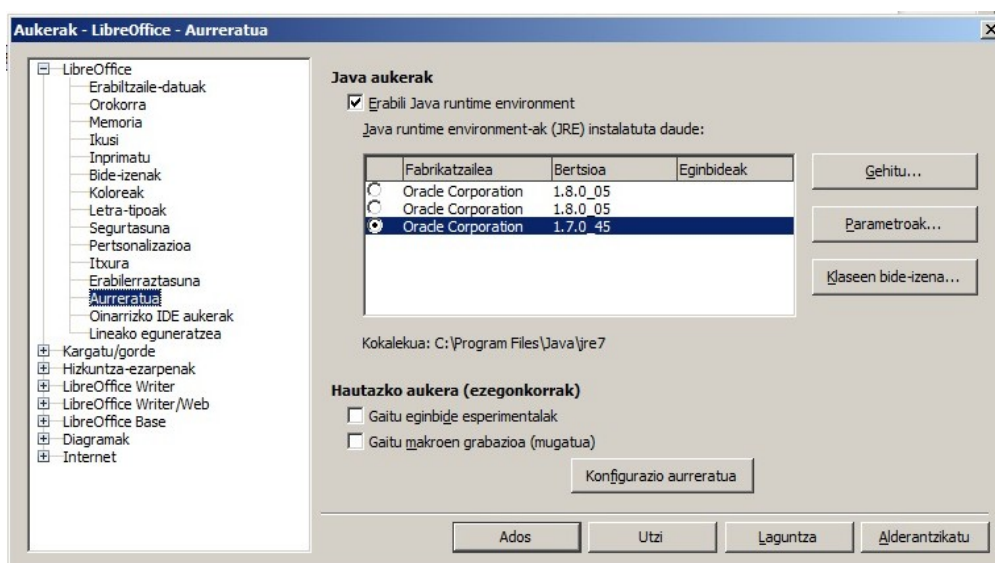 Aukerak - LibreOffice - Aurreratua
LibreOffice
Erabiltzaile-datuak
Orokorra
Memoria
Ikusi
Inprimatu
Bide-izenak
Koloreak
Letra-tipoak
Segurtasuna
Pertsonalizazioa
Itxura
Erabilerraztasuna
Aurreratua
Oinarrizko IDE aukerak
Lineako eguneratzea
Kargatu/gorde
Hizkuntza-ezarpenak
LibreOffice Writer
LibreOffice Writer/Web
LibreOffice Base
Diagramak
Internet
Java aukerak
Erabili Java runtime environment
Java runtime environment-ak (JRE) instalatuta daude:
Fabrikatzailea Bertsioa Eginbideak
Oracle Corporation 1.8.0_05
Oracle Corporation 1.8.0_05
Oracle Corporation 1.7.0_45
Gehitu...
Parametroak...
Klaseen bide-izena...
Kokalekua: C:\Program Files\Java\jre7
Hautazko aukera (ezegonkorrak)
Gaitu eginbide esperimentalak
Gaitu makroen grabazioa (mugatua)
Konfigurazio aurreratua
Ados Utzi Laguntza Alderantzikatu